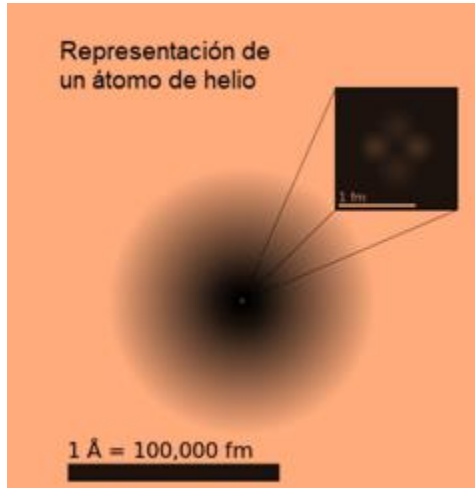 Representación de
un átomo de helio
1 fm
1 Å = 100,000 fm